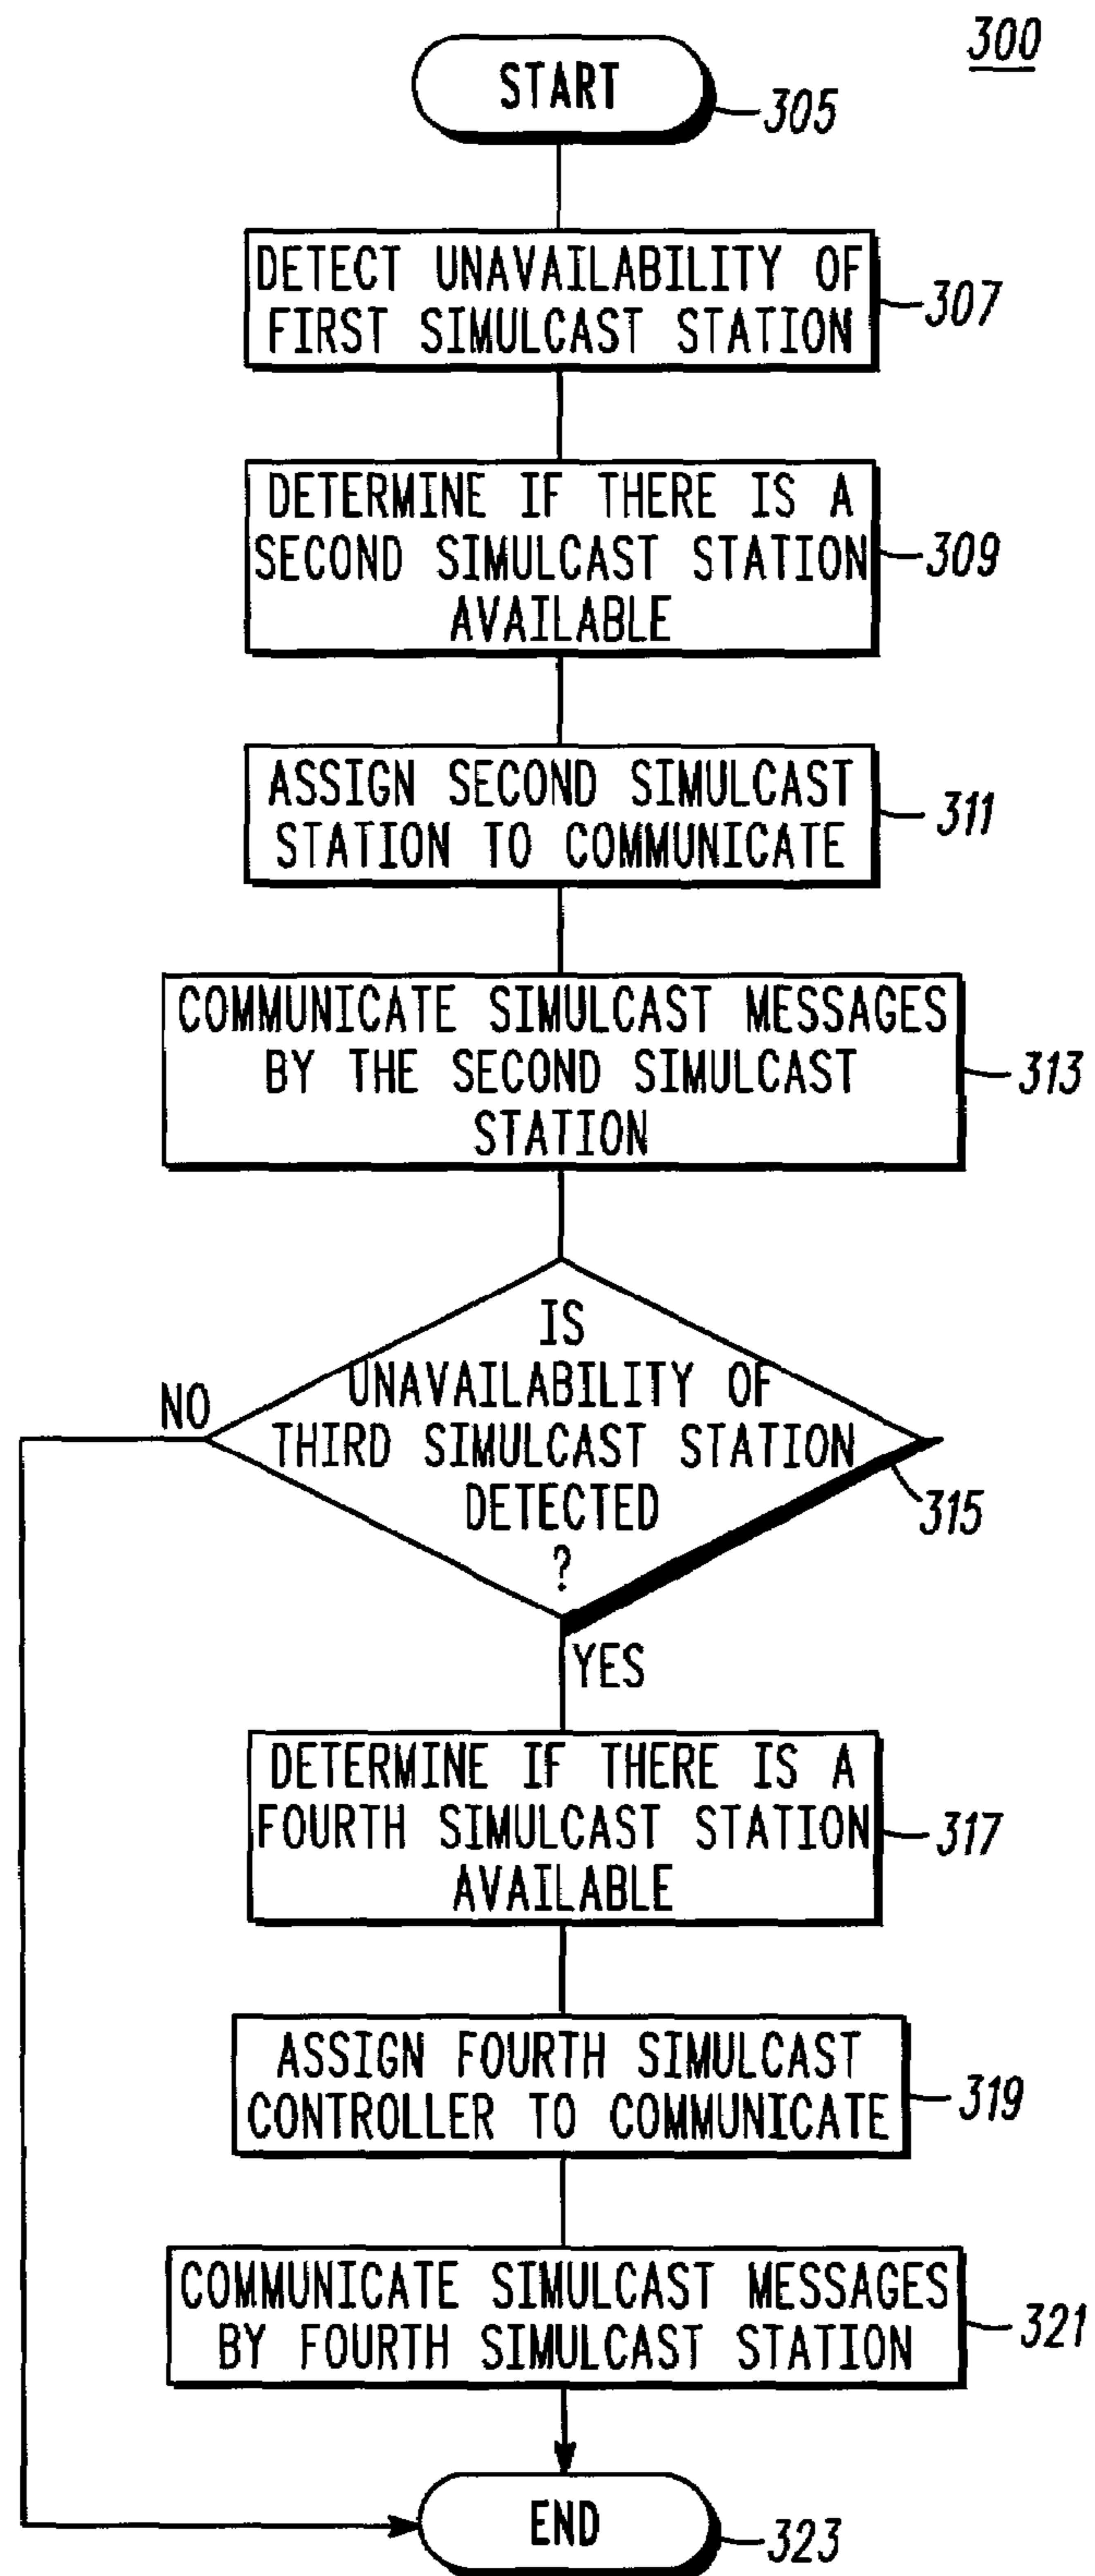 300
START
305
DETECT UNAVAILABILITY OF
FIRST SIMULCAST STATION
307
DETERMINE IF THERE IS A
SECOND SIMULCAST STATION
AVAILABLE
309
ASSIGN SECOND SIMULCAST
STATION TO COMMUNICATE
311
COMMUNICATE SIMULCAST MESSAGES
BY THE SECOND SIMULCAST
STATION
313
IS
UNAVAILABILITY OF
THIRD SIMULCAST STATION
DETECTED
?
NO
315
YES
DETERMINE IF THERE IS A
FOURTH SIMULCAST STATION
AVAILABLE
317
ASSIGN FOURTH SIMULCAST
CONTROLLER TO COMMUNICATE
319
COMMUNICATE SIMULCAST MESSAGES
BY FOURTH SIMULCAST STATION
321
END
323